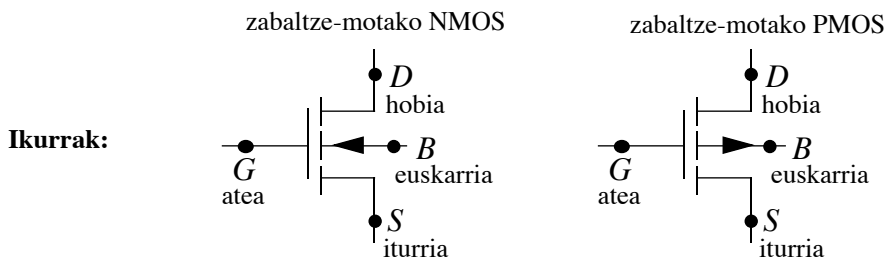 zabaltze-motako NMOS
zabaltze-motako PMOS
Ikurrak:
D
hobia
G
atea
B
euskarria
S
iturria
D
hobia
G
atea
B
euskarria
S
iturria